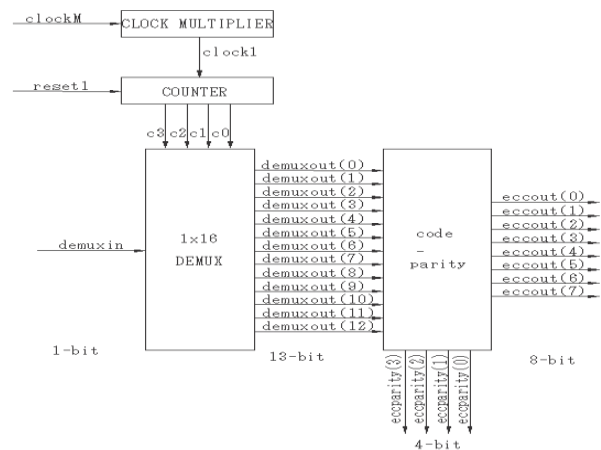 clockM
CLOCK MULTIPLIER
clock1
reset1
COUNTER
c3 c2 c1 c0
demuxin
1x16
DEMUX
demuxout(0)
demuxout(1)
demuxout(2)
demuxout(3)
demuxout(4)
demuxout(5)
demuxout(6)
demuxout(7)
demuxout(8)
demuxout(9)
demuxout(10)
demuxout(11)
demuxout(12)
code
-
parity
eccout(0)
eccout(1)
eccout(2)
eccout(3)
eccout(4)
eccout(5)
eccout(6)
eccout(7)
1-bit
13-bit
8-bit
eccparity(3)
eccparity(2)
eccparity(1)
eccparity(0)
4-bit